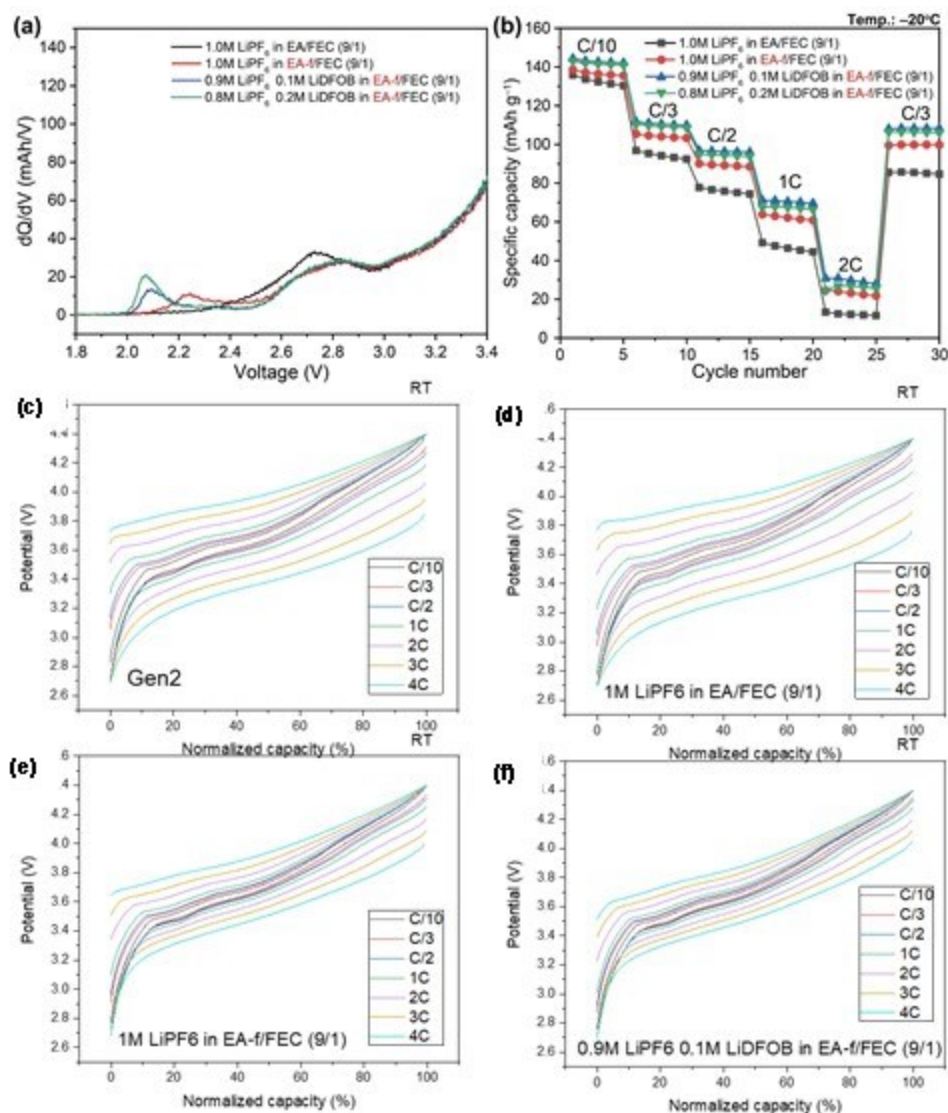 (a)
1.0M LiPF6 in EA/FEC (9/1)
1.0M LiPF6 in EA-f/FEC (9/1)
0.9M LiPF6 0.1M LiDFOB in EA-f/FEC (9/1)
0.8M LiPF6 0.2M LiDFOB in EA-f/FEC (9/1)
140
120
100
80
60
40
20
0
dQ/dV (mAh/V)
1.8 2.0 2.2 2.4 2.6 2.8 3.0 3.2 3.4
Voltage (V)
(b)
Temp.: –20°C
1.0M LiPF6 in EA/FEC (9/1)
1.0M LiPF6 in EA-f/FEC (9/1)
0.9M LiPF6 0.1M LiDFOB in EA-f/FEC (9/1)
0.8M LiPF6 0.2M LiDFOB in EA-f/FEC (9/1)
C/10
C/3
C/2
1C
2C
C/3
160
140
120
100
80
60
40
20
0
Specific capacity (mAh g⁻¹)
0 5 10 15 20 25 30
Cycle number
(c)
RT
4.2
4.0
3.8
3.6
3.4
3.2
3.0
2.8
2.6
Potential (V)
C/10
C/3
C/2
1C
2C
3C
4C
Gen2
0 20 40 60 80 100
Normalized capacity (%)
(d)
RT
.6
.4
4.2
4.0
3.8
3.6
3.4
3.2
3.0
2.8
2.6
Potential (V)
C/10
C/3
C/2
1C
2C
3C
4C
1M LiPF6 in EA/FEC (9/1)
0 20 40 60 80 100
Normalized capacity (%)
(e)
RT
.6
4.4
4.2
4.0
3.8
3.6
3.4
3.2
3.0
2.8
2.6
Potential (V)
C/10
C/3
C/2
1C
2C
3C
4C
1M LiPF6 in EA-f/FEC (9/1)
0 20 40 60 80 100
Normalized capacity (%)
(f)
RT
.6
.4
4.2
4.0
3.8
3.6
3.4
3.2
3.0
2.8
2.6
Potential (V)
C/10
C/3
C/2
1C
2C
3C
4C
0.9M LiPF6 0.1M LiDFOB in EA-f/FEC (9/1)
0 20 40 60 80 100
Normalized capacity (%)